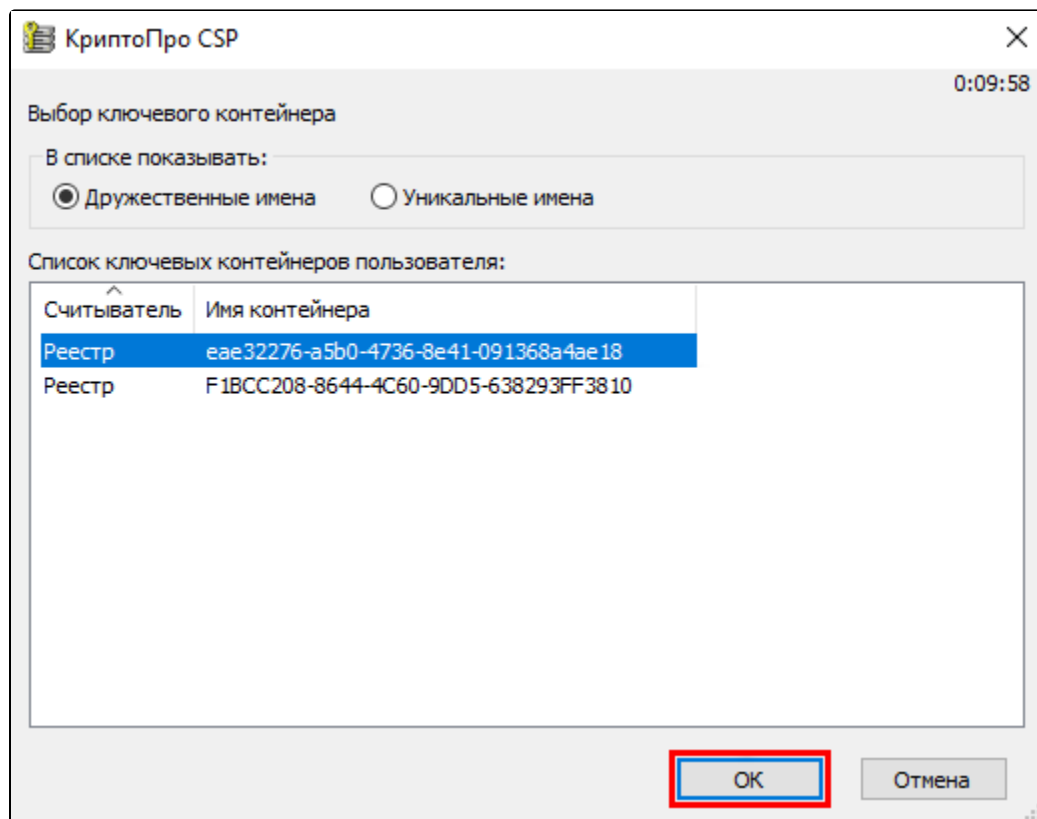 КриптоПро CSP
0:09:58
Выбор ключевого контейнера
В списке показывать:
Дружественные имена Уникальные имена
Список ключевых контейнеров пользователя:
Считыватель Имя контейнера
Реестр eae32276-a5b0-4736-8e41-091368a4ae18
Реестр F1BCC208-8644-4C60-9DD5-638293FF3810
ОК Отмена